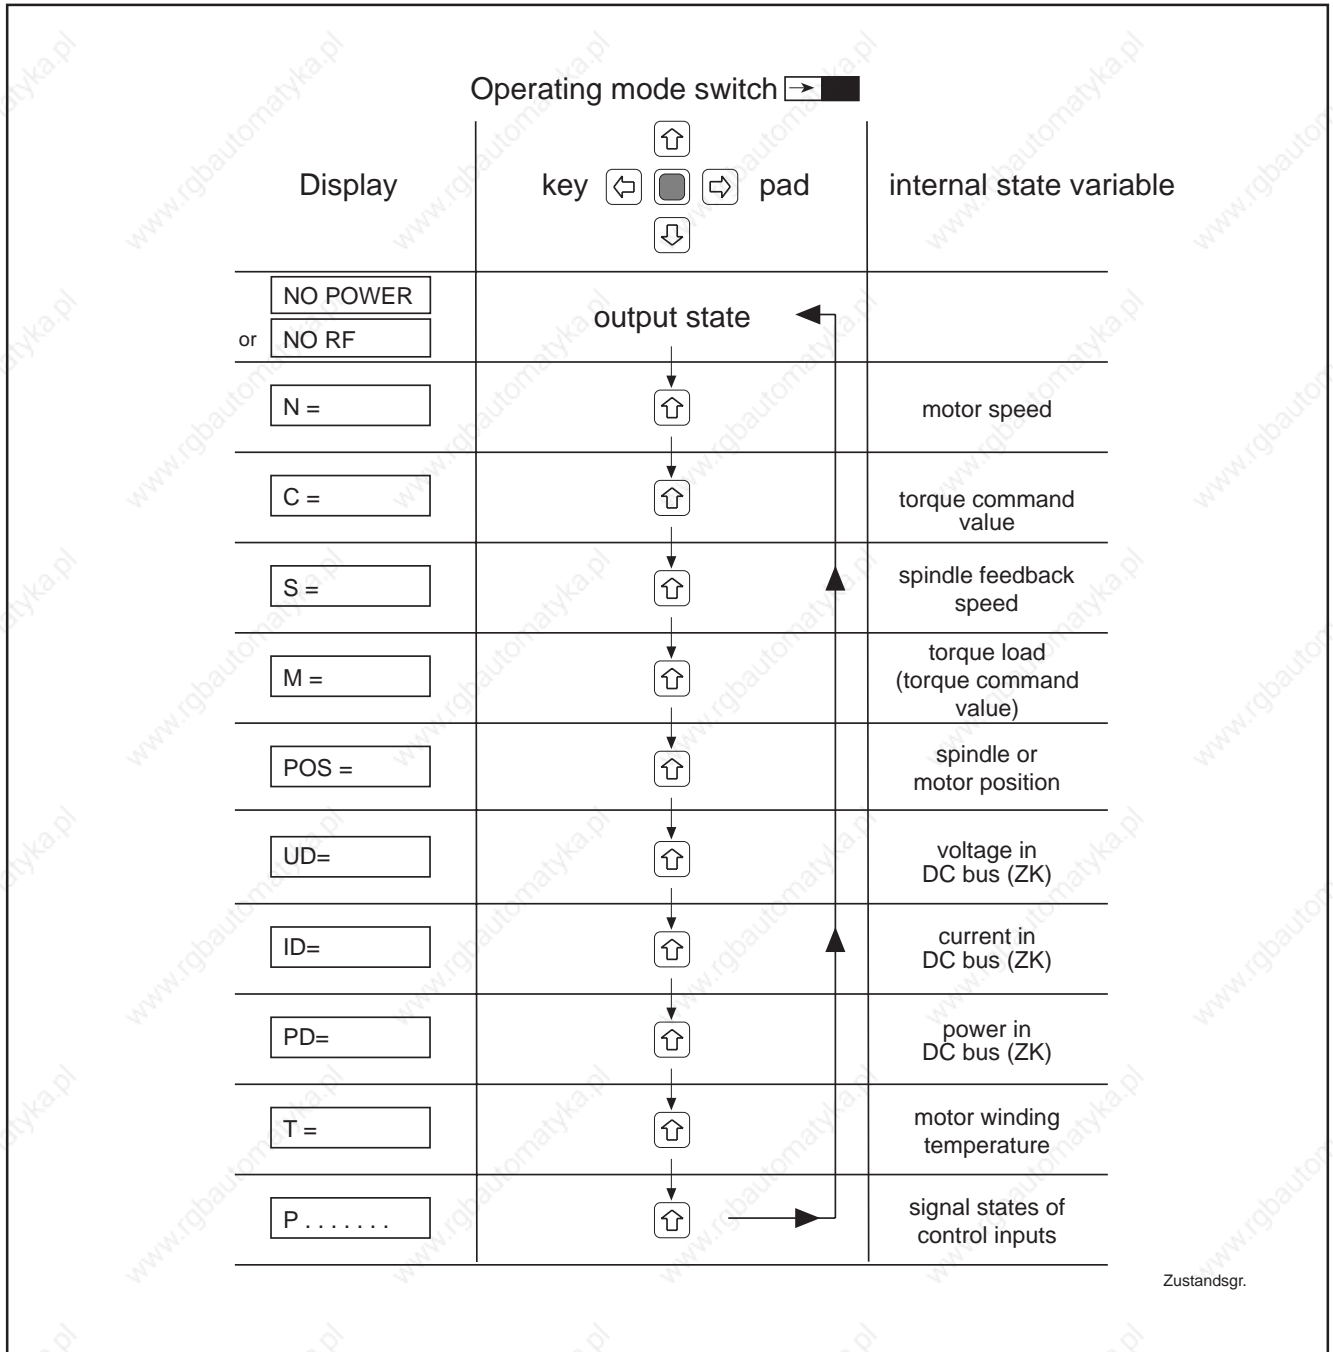 Operating mode switch
Display
key pad
internal state variable
NO POWER
or NO RF
output state
N =
motor speed
C =
torque command
value
S =
spindle feedback
speed
M =
torque load
(torque command
value)
POS =
spindle or
motor position
UD=
voltage in
DC bus (ZK)
ID=
current in
DC bus (ZK)
PD=
power in
DC bus (ZK)
T =
motor winding
temperature
P . . . . . . .
signal states of
control inputs
Zustandsgr.
www.rgbautomatyka.pl